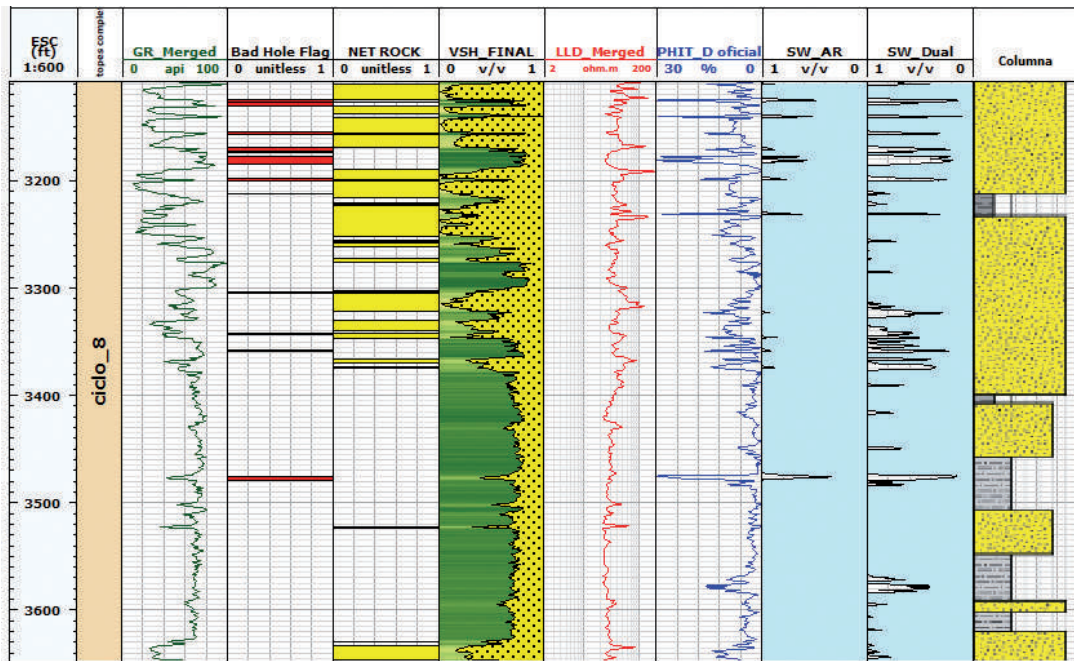 ESC
(ft)
1:600
topes comple
GR_Merged
0 api 100
Bad Hole Flag
0 unitless 1
NET ROCK
0 unitless 1
VSH_FINAL
0 v/v 1
LLD_Merged
2 ohm.m 200
PHIT_D oficial
30 % 0
SW_AR
1 v/v 0
SW_Dual
1 v/v 0
Columna
3200
3300
3400
3500
3600
ciclo_8